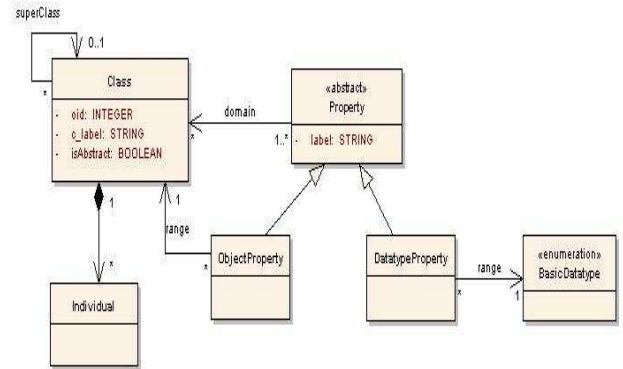 superClass
0..1
*
Class
- oid: INTEGER
- c_label: STRING
- isAbstract: BOOLEAN
«abstract»
Property
- label: STRING
domain
*
1..*
1
*
1
range
*
ObjectProperty
DatatypeProperty
range
*
1
«enumeration»
BasicDatatype
Individual